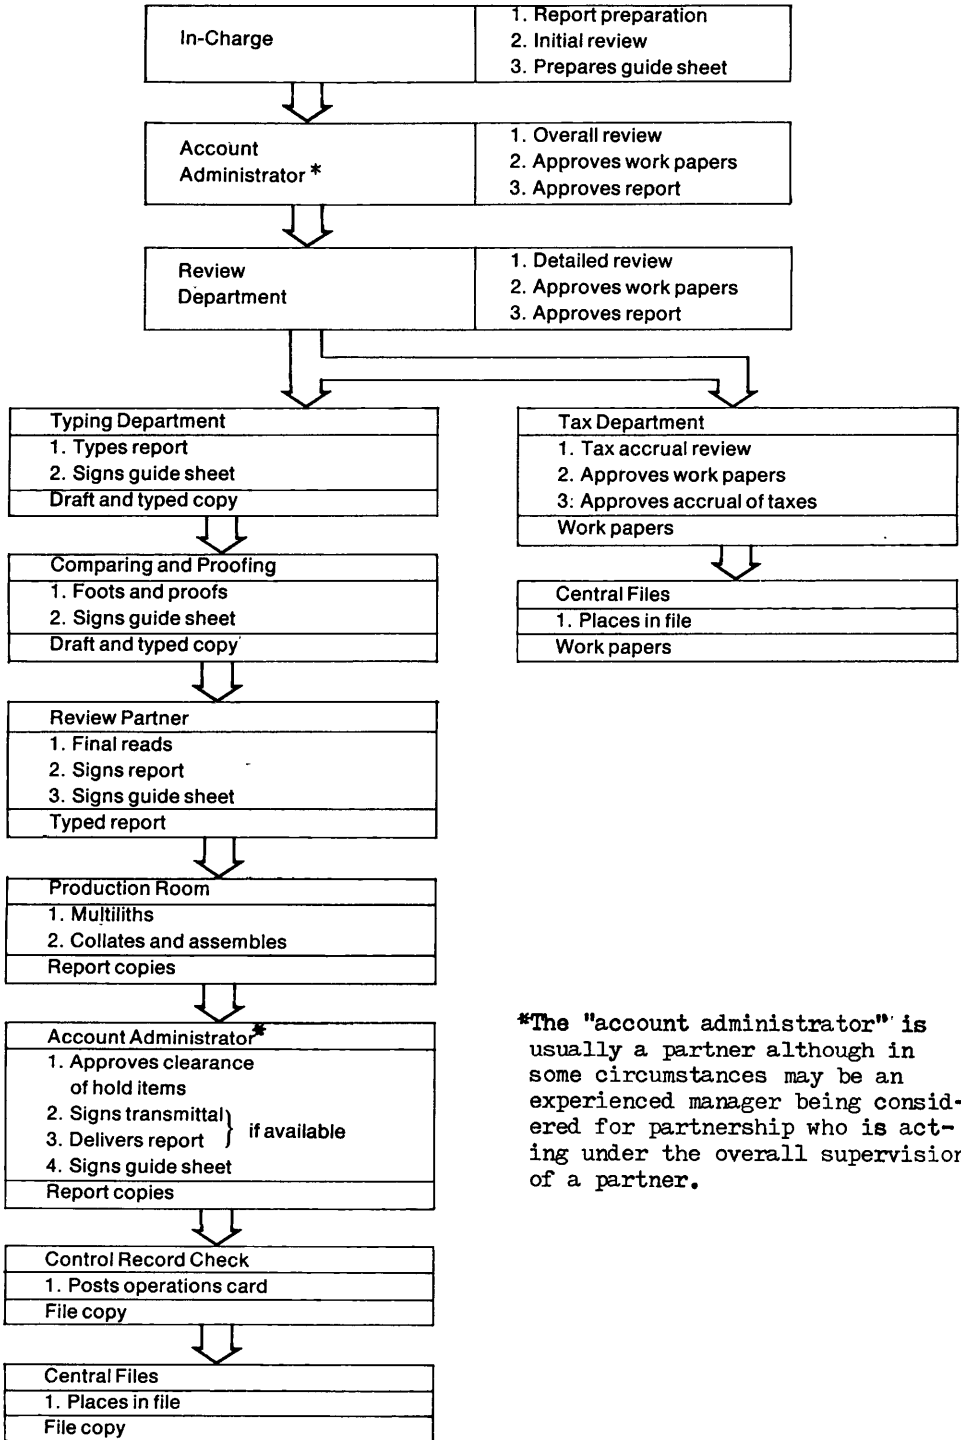 In-Charge
1. Report preparation
2. Initial review
3. Prepares guide sheet
Account
Administrator *
1. Overall review
2. Approves work papers
3. Approves report
Review
Department
1. Detailed review
2. Approves work papers
3. Approves report
Typing Department
1. Types report
2. Signs guide sheet
Draft and typed copy
Comparing and Proofing
1. Foots and proofs
2. Signs guide sheet
Draft and typed copy
Review Partner
1. Final reads
2. Signs report
3. Signs guide sheet
Typed report
Production Room
1. Multiliths
2. Collates and assembles
Report copies
Account Administrator*
1. Approves clearance
of hold items
2. Signs transmittal
3. Delivers report } if available
4. Signs guide sheet
Report copies
Control Record Check
1. Posts operations card
File copy
Central Files
1. Places in file
File copy
Tax Department
1. Tax accrual review
2. Approves work papers
3: Approves accrual of taxes
Work papers
Central Files
1. Places in file
Work papers
*The "account administrator" is
usually a partner although in
some circumstances may be an
experienced manager being consid-
ered for partnership who is act-
ing under the overall supervision
of a partner.